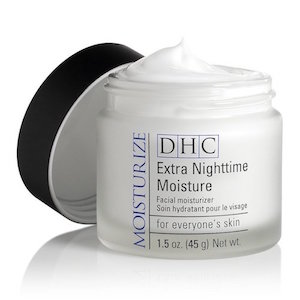 MOISTURIZE
DHC
Extra Nighttime
Moisture
Facial moisturizer
Soin hydratant pour le visage
for everyone's skin
1.5 oz. (45 g) Net wt.